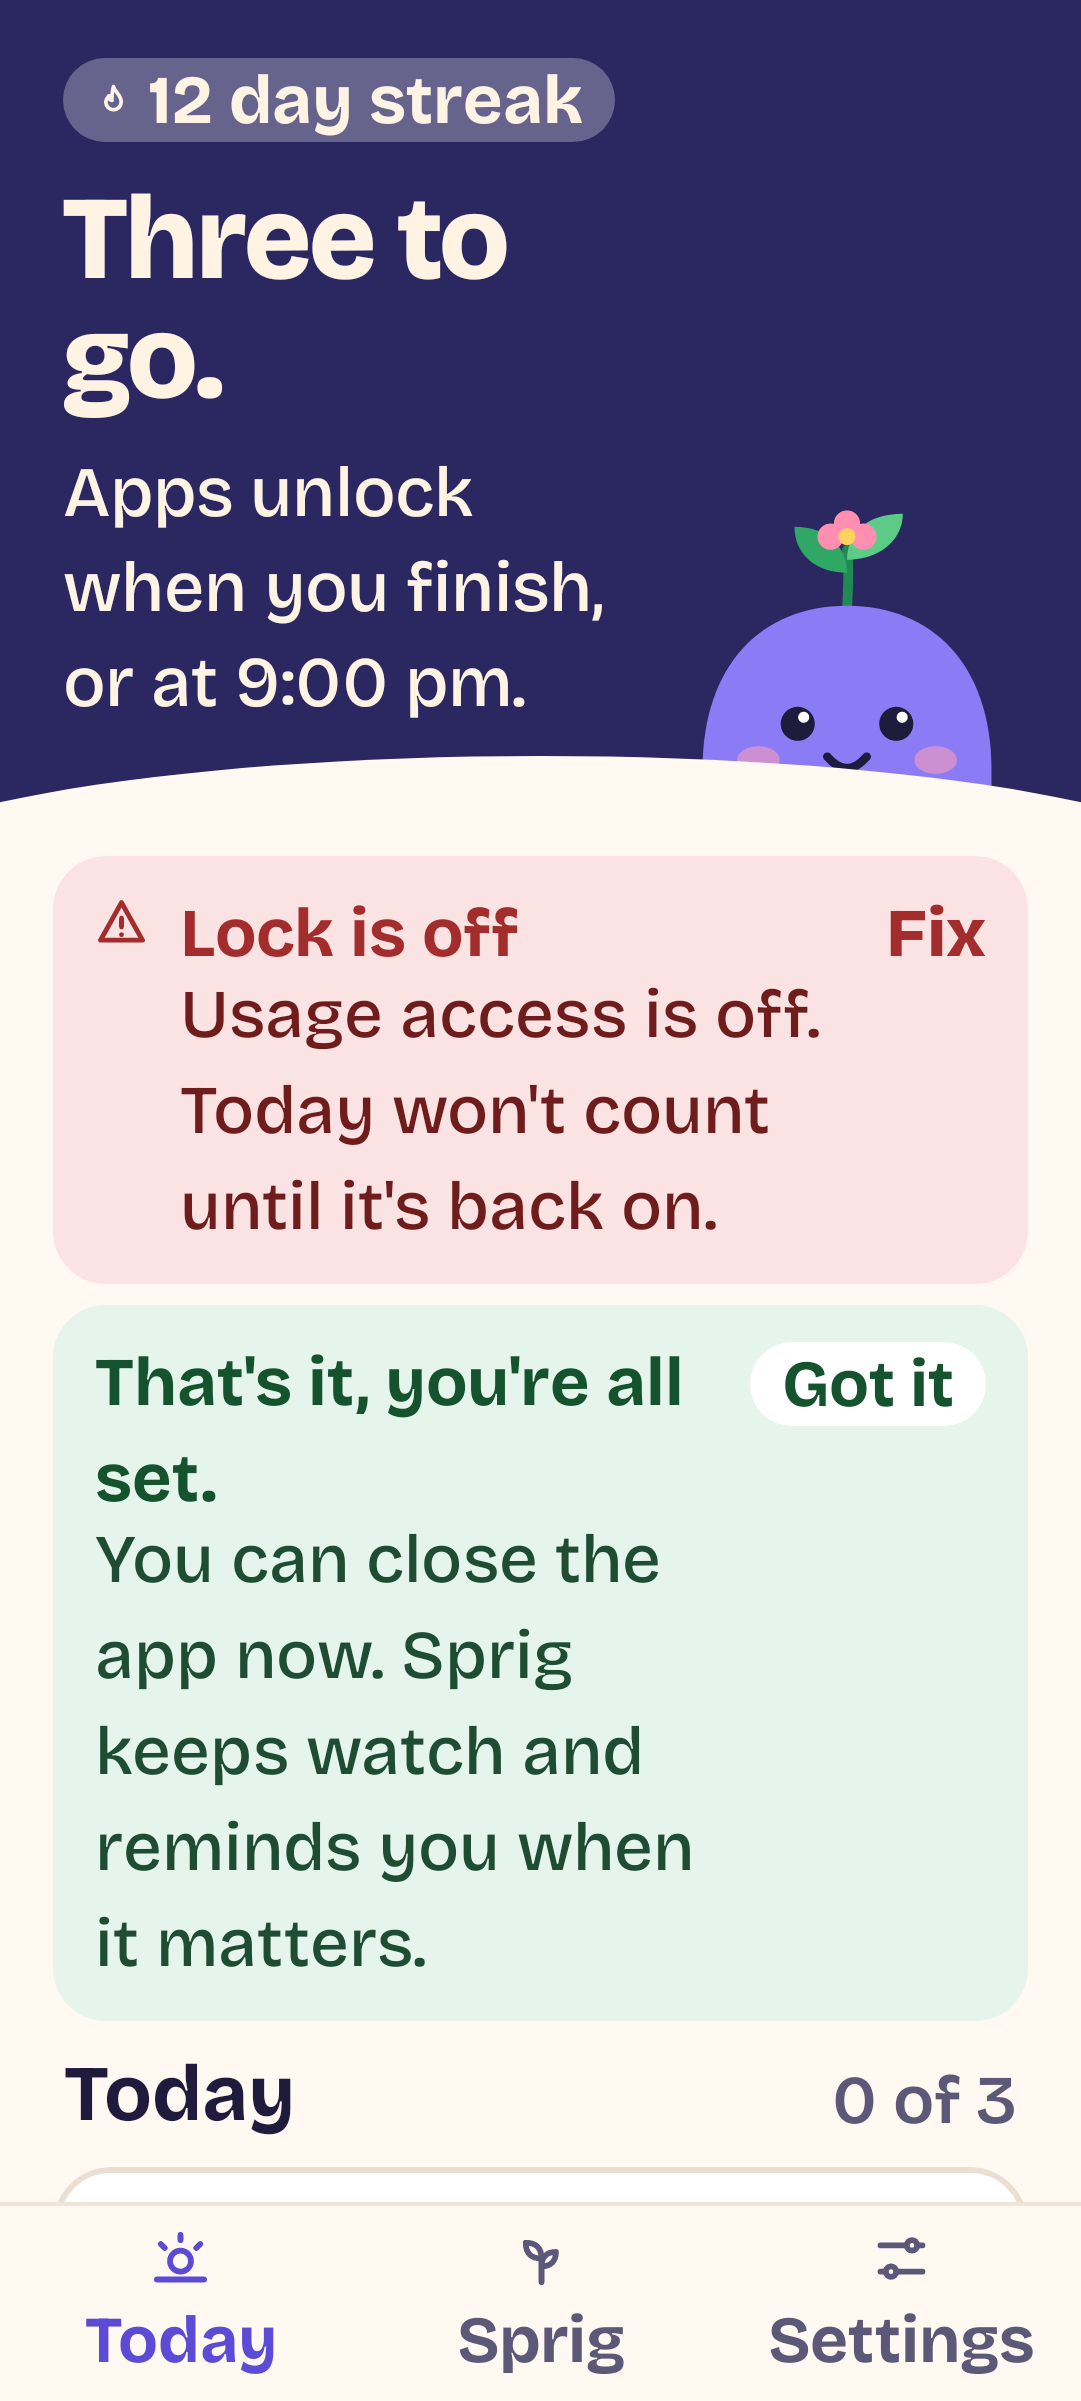 12 day streak
Three to
go.
Apps unlock
when you finish,
or at 9:00 pm.
Lock is off
Fix
Usage access is off.
Today won't count
until it's back on.
That's it, you're all
set.
Got it
You can close the
app now. Sprig
keeps watch and
reminds you when
it matters.
Today
0 of 3
Today
Sprig
Settings